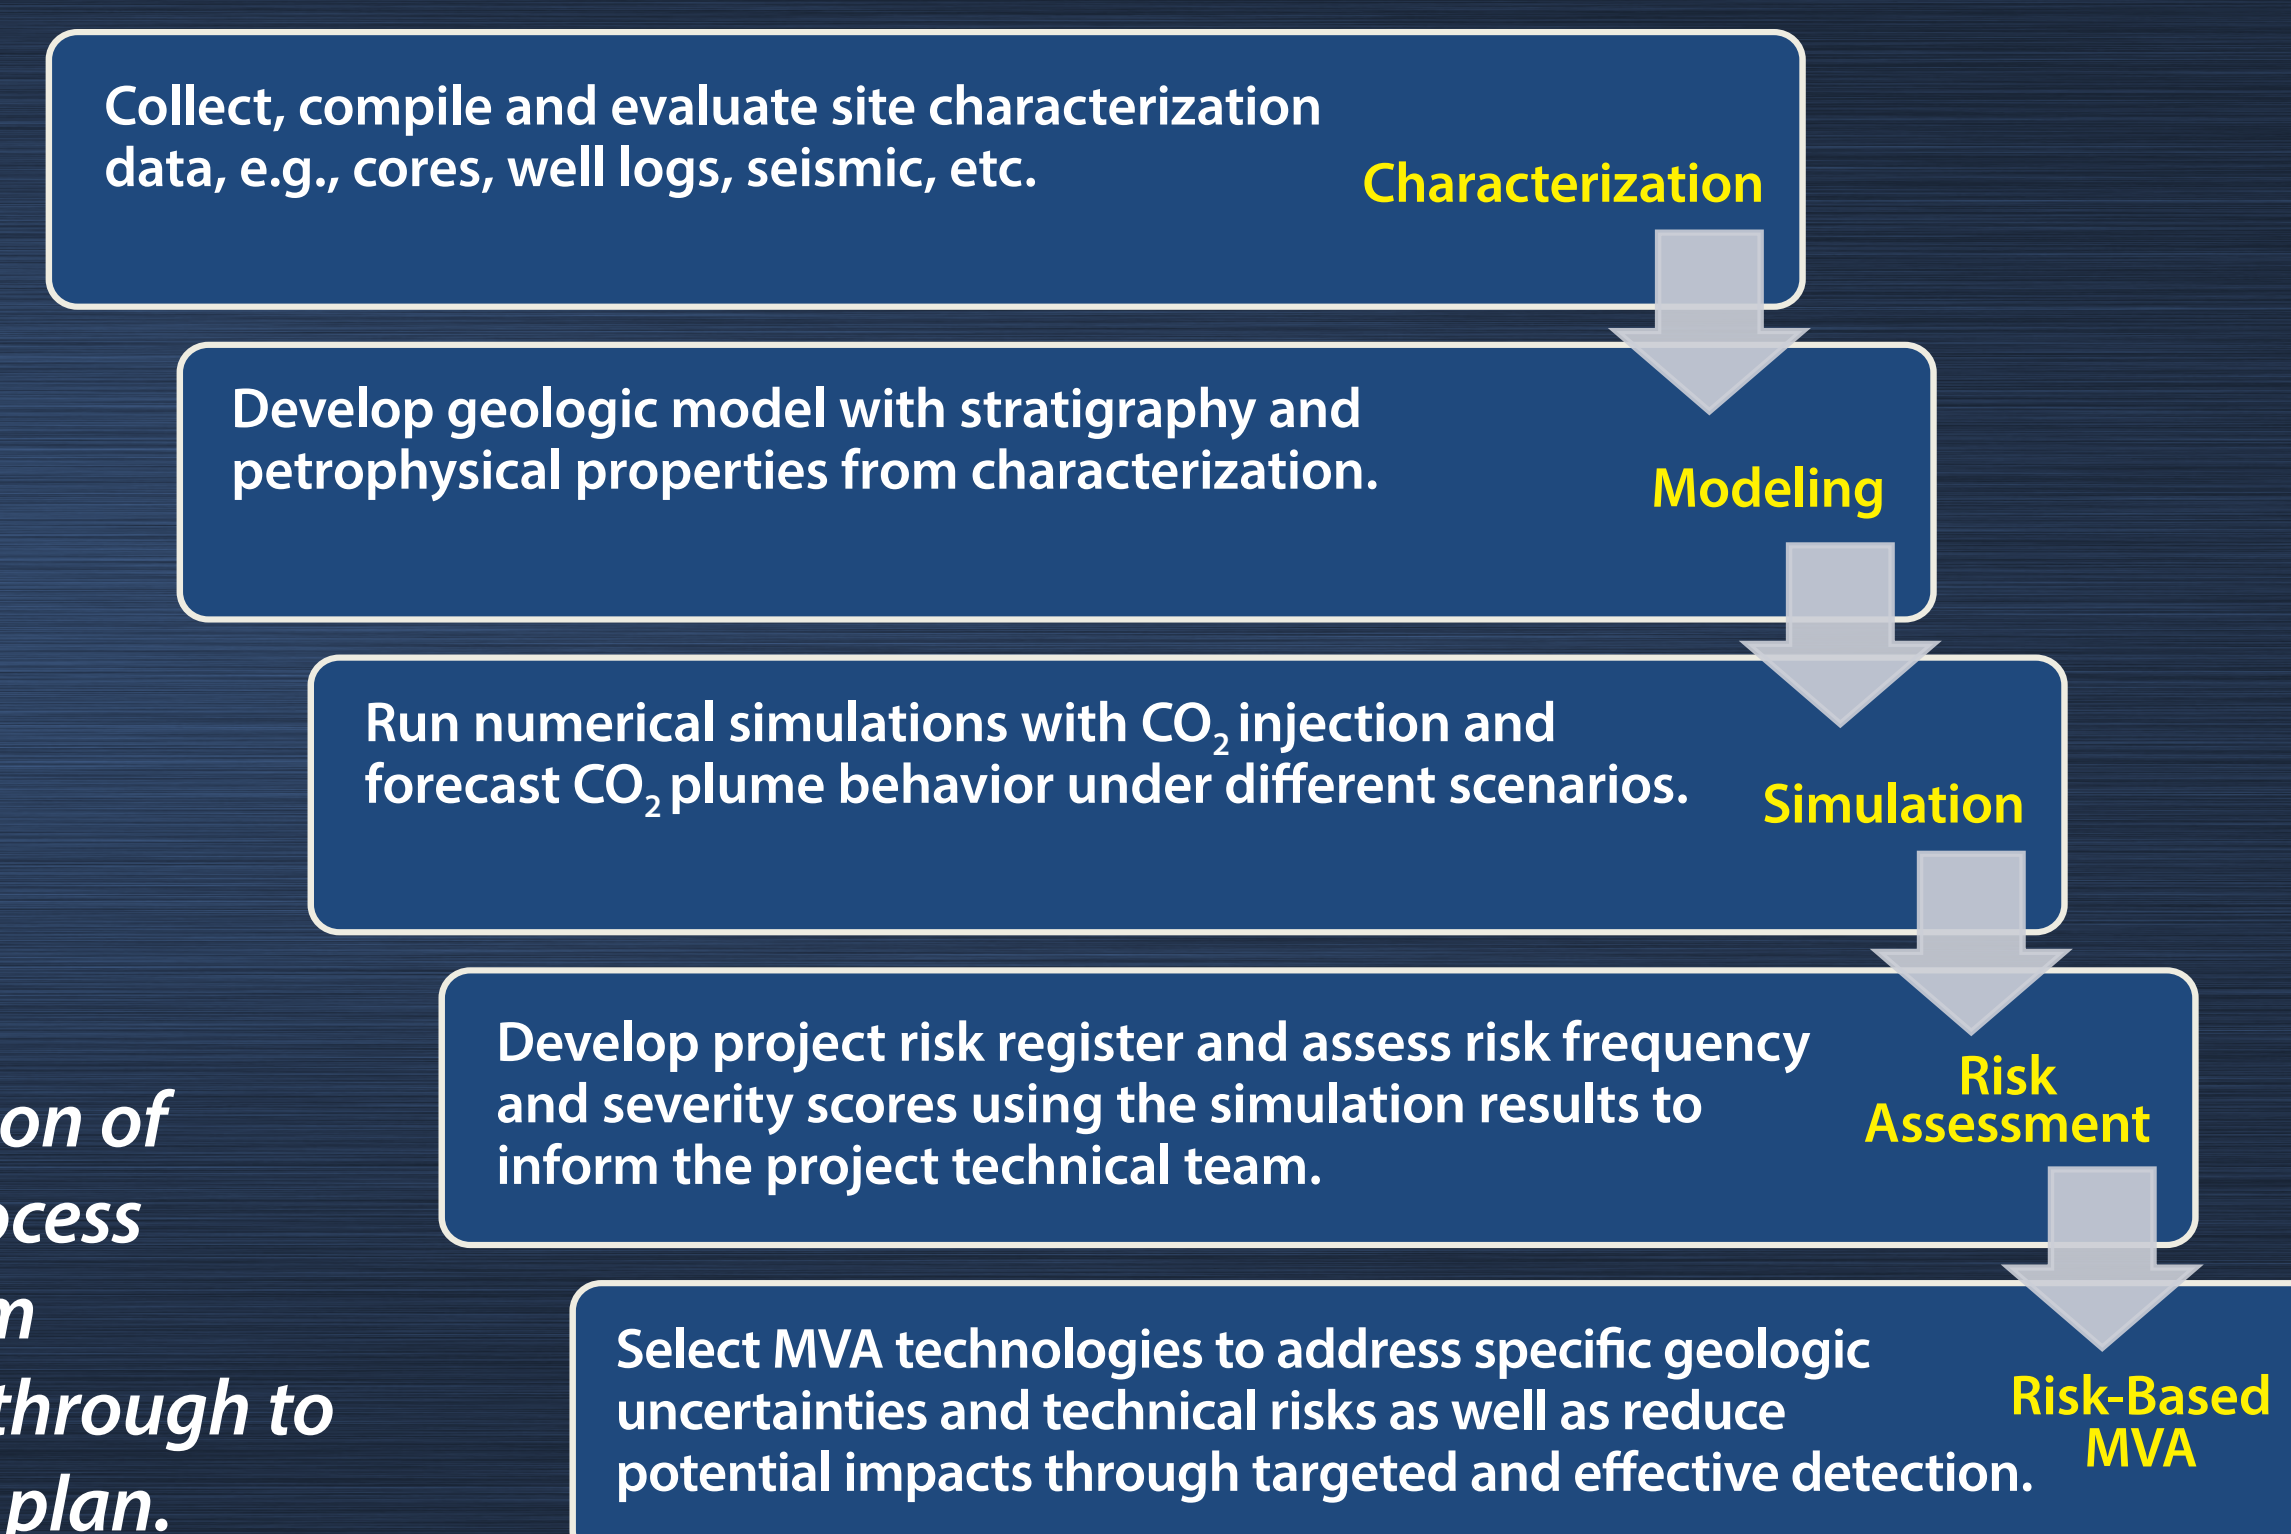 Collect, compile and evaluate site characterization
data, e.g., cores, well logs, seismic, etc.
Characterization
Develop geologic model with stratigraphy and
petrophysical properties from characterization.
Modeling
Run numerical simulations with CO₂ injection and
forecast CO₂ plume behavior under different scenarios.
Simulation
Develop project risk register and assess risk frequency
and severity scores using the simulation results to
inform the project technical team.
Risk
Assessment
Select MVA technologies to address specific geologic
uncertainties and technical risks as well as reduce
potential impacts through targeted and effective detection.
Risk-Based
MVA
of
through to
plan.